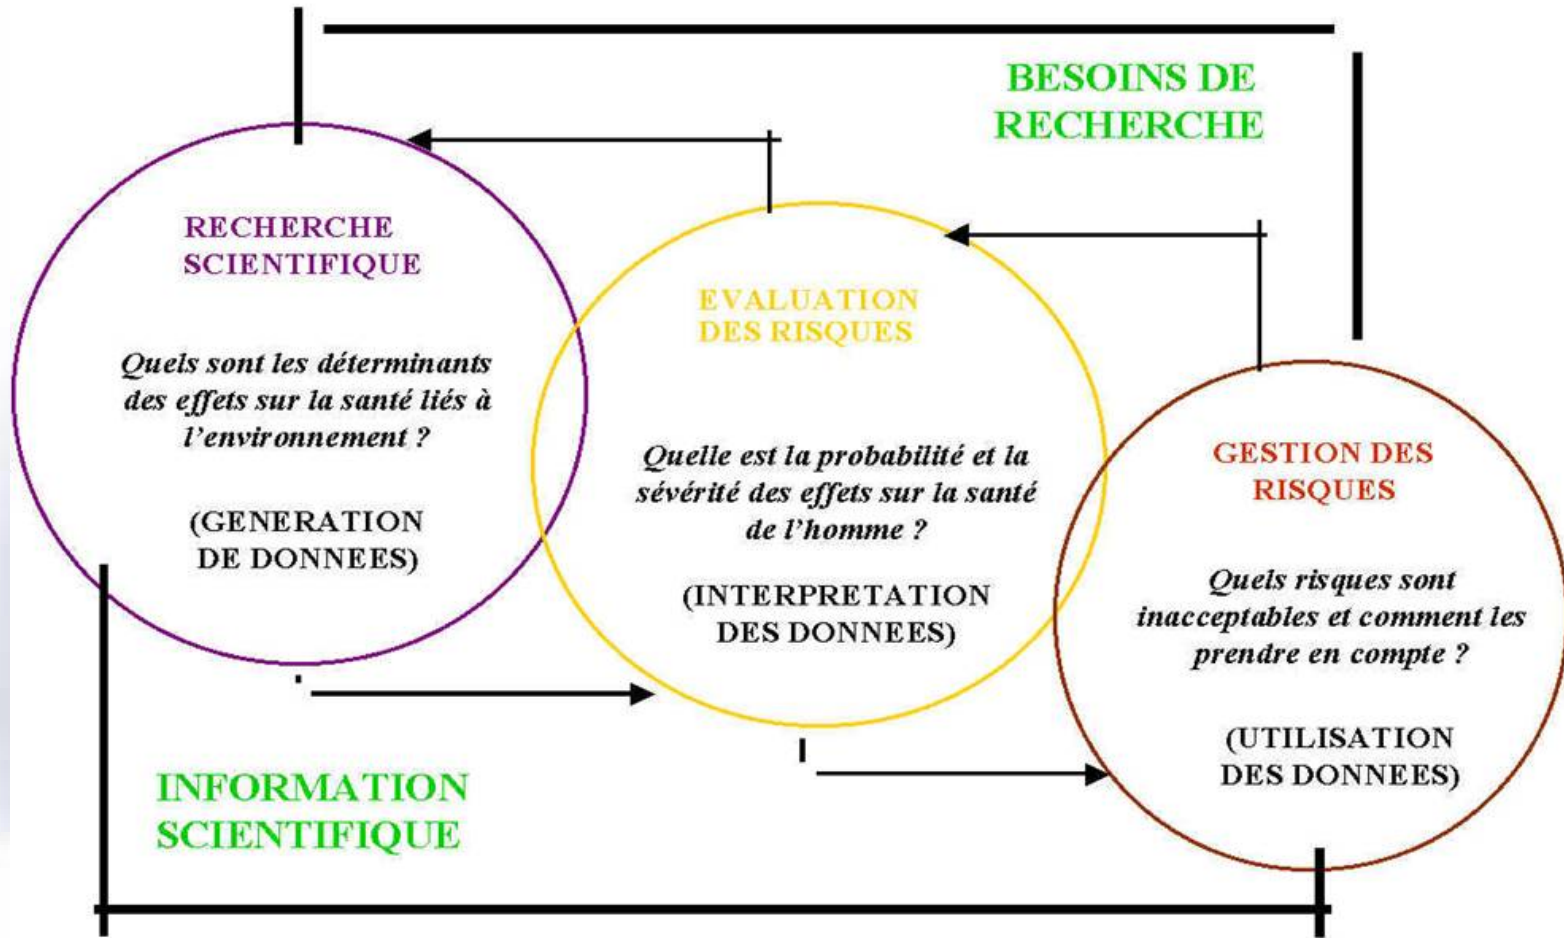 BESOINS DE
RECHERCHE
RECHERCHE
SCIENTIFIQUE
Quels sont les déterminants
des effets sur la santé liés à
l'environnement ?
(GENERATION
DE DONNEES)
EVALUATION
DES RISQUES
Quelle est la probabilité et la
sévérité des effets sur la santé
de l'homme ?
(INTERPRETATION
DES DONNEES)
GESTION DES
RISQUES
Quels risques sont
inacceptables et comment les
prendre en compte ?
(UTILISATION
DES DONNEES)
INFORMATION
SCIENTIFIQUE